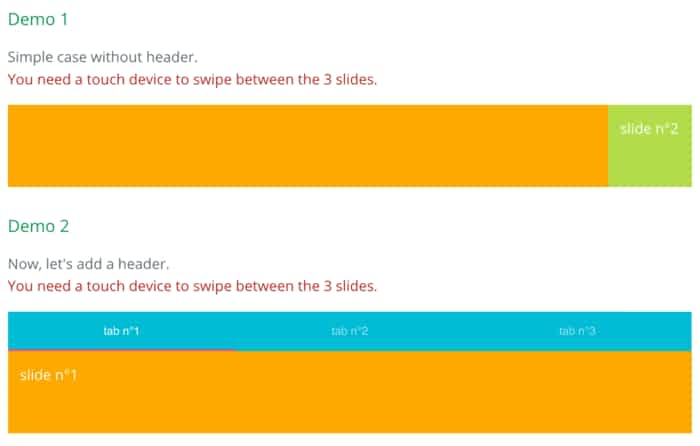 Demo 1
Simple case without header.
You need a touch device to swipe between the 3 slides.
slide n°2
Demo 2
Now, let's add a header.
You need a touch device to swipe between the 3 slides.
tab n°1 tab n°2 tab n°3
slide n°1